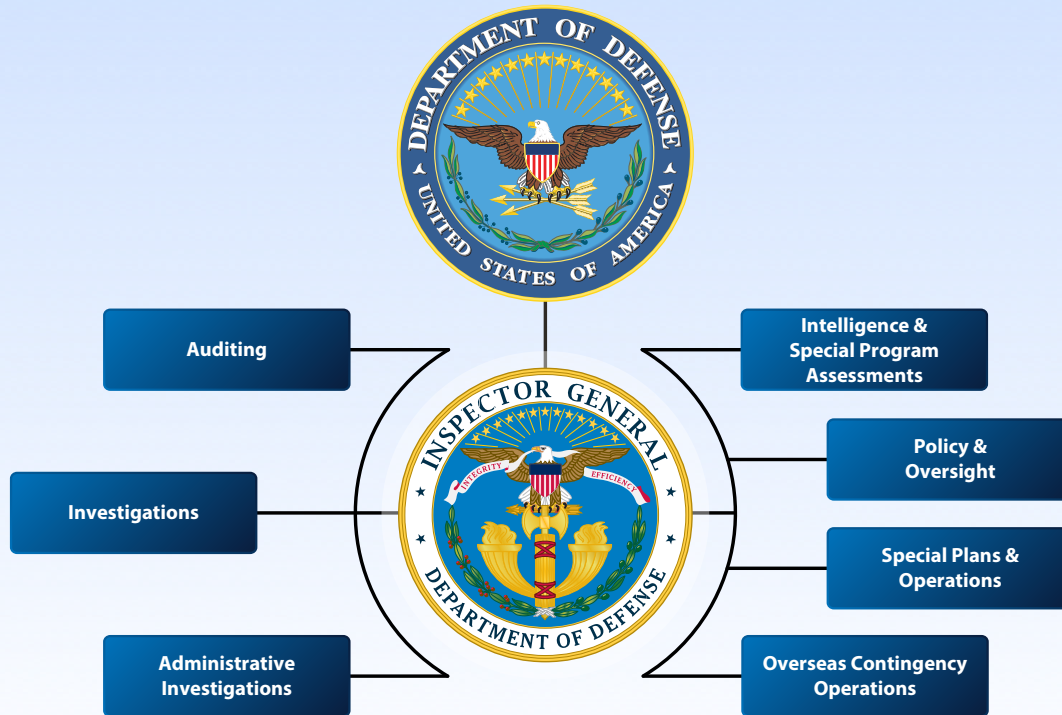 DEPARTMENT OF DEFENSE
UNITED STATES OF AMERICA
Auditing
Intelligence &
Special Program
Assessments
INSPECTOR GENERAL
INTEGRITY
EFFICIENCY
DEPARTMENT OF DEFENSE
Policy &
Oversight
Investigations
Special Plans &
Operations
Administrative
Investigations
Overseas Contingency
Operations